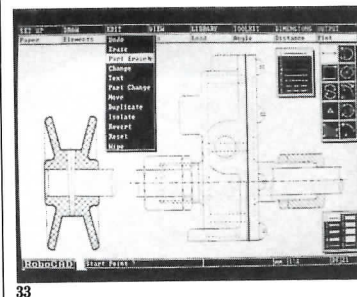 SET UP DRAW EDIT VIEW LIBRARY TOOLKIT DIMENSIONS OUTPUT
Paper Elements Load Angle Distance Plot
Undo
Erase
Part Erase
Change
Text
Part Change
Move
Duplicate
Isolate
Revert
Reset
Wipe
RoboCAD Start Point ?
33